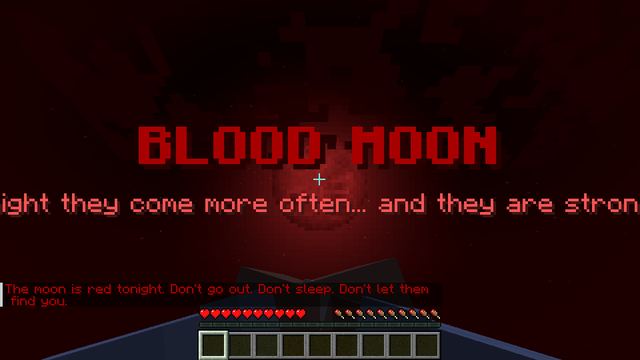 BLOOD MOON
ight they come more often... and they are stron
The moon is red tonight. Don't go out. Don't sleep. Don't let them
find you.